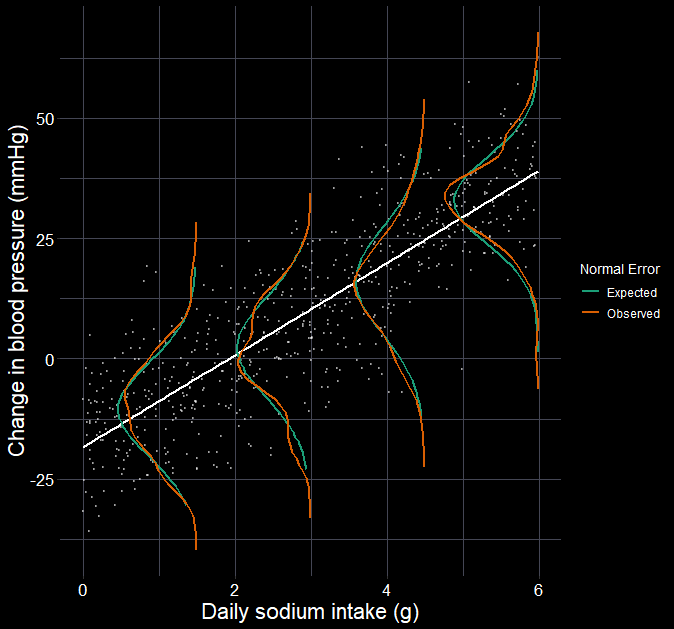 50
25
0
-25
0
2
4
6
Change in blood pressure (mmHg)
Daily sodium intake (g)
Normal Error
Expected
Observed